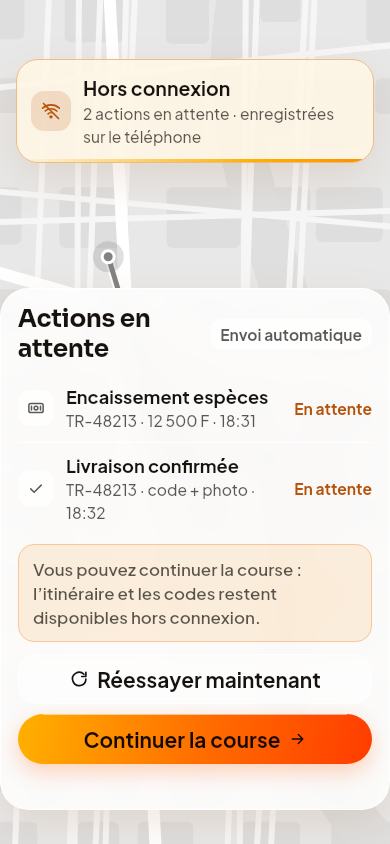 Hors connexion
2 actions en attente · enregistrées
sur le téléphone
Actions en
attente
Envoi automatique
Encaissement espèces
TR-48213 · 12 500 F · 18:31
En attente
Livraison confirmée
TR-48213 · code + photo ·
18:32
En attente
Vous pouvez continuer la course :
l’itinéraire et les codes restent
disponibles hors connexion.
Réessayer maintenant
Continuer la course →